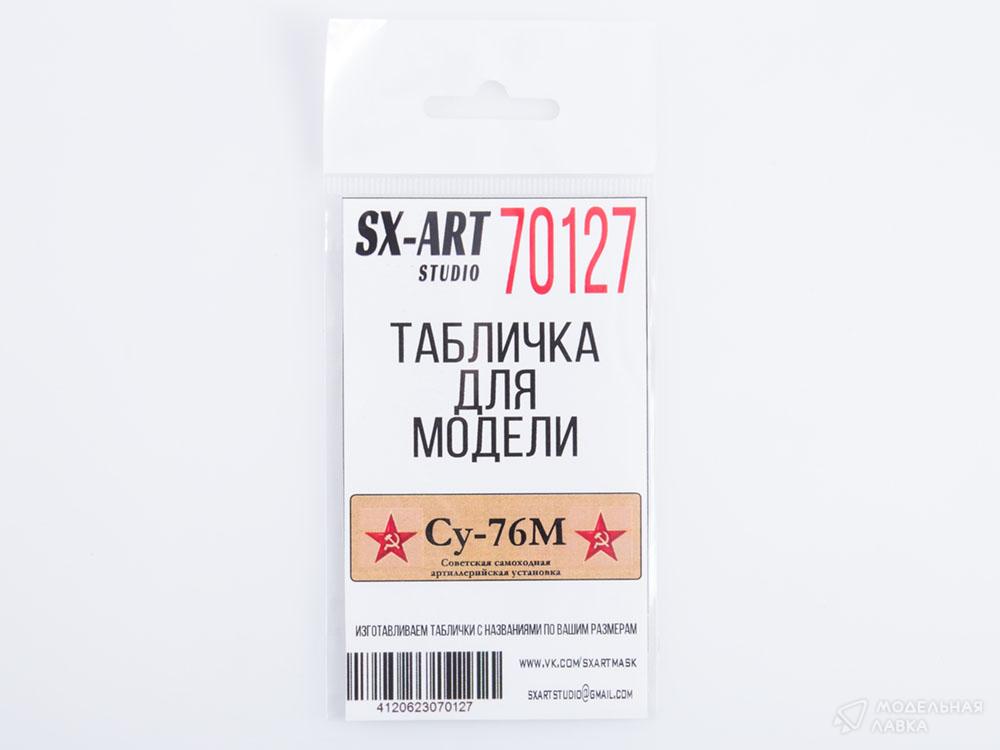 SX-ART
STUDIO
70127
ТАБЛИЧКА
ДЛЯ
МОДЕЛИ
Су-76М
Советская самоходная
артиллерийская установка
ИЗГОТАВЛИВАЕМ ТАБЛИЧКИ С НАЗВАНИЯМИ ПО ВАШИМ РАЗМЕРАМ
WWW.VK.COM/SXARTMASK
SXARTSTUDIO@GMAIL.COM
4120623070127
МОДЕЛЬНАЯ
ЛАВКА